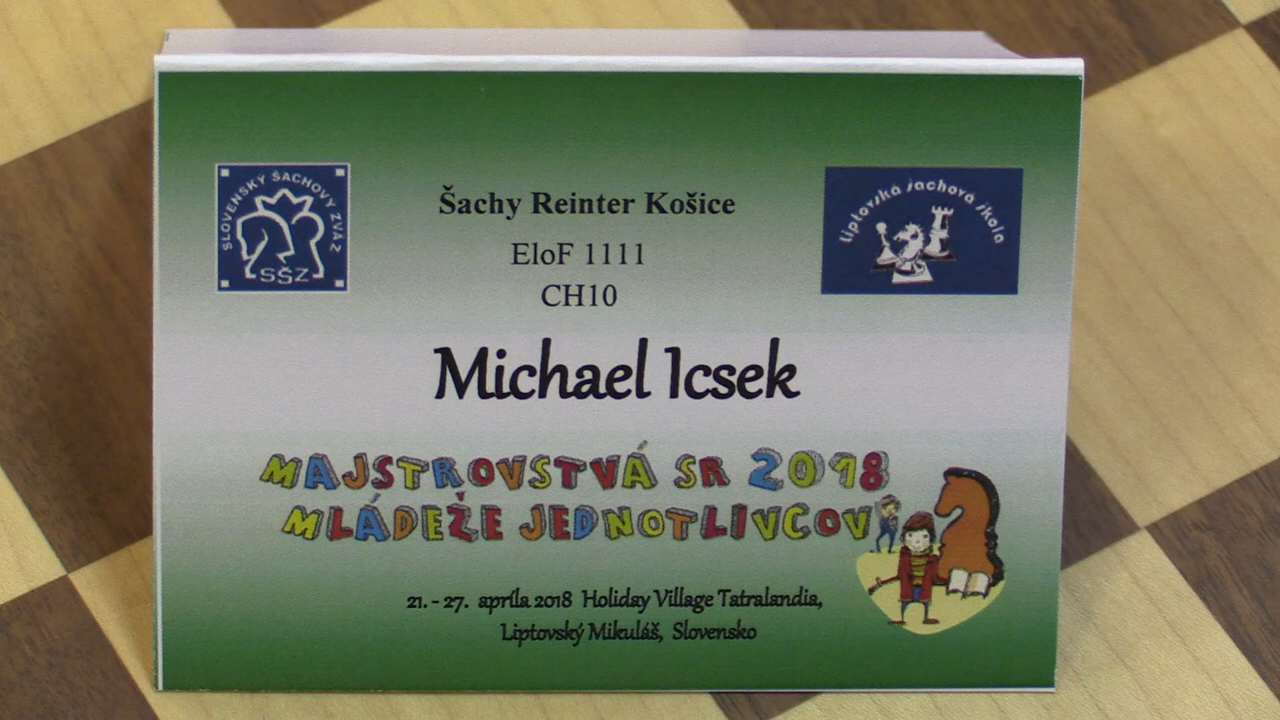 SLOVENSKÝ ŠACHOVÝ ZVÄZ
SŠZ
Šachy Reinter Košice
EloF 1111
CH10
Liptovská šachová škola
Michael Icsek
MAJSTROVSTVÁ SR 2018
MLÁDEŽE JEDNOTLIVCOV
21. - 27. apríla 2018 Holiday Village Tatralandia,
Liptovský Mikuláš, Slovensko